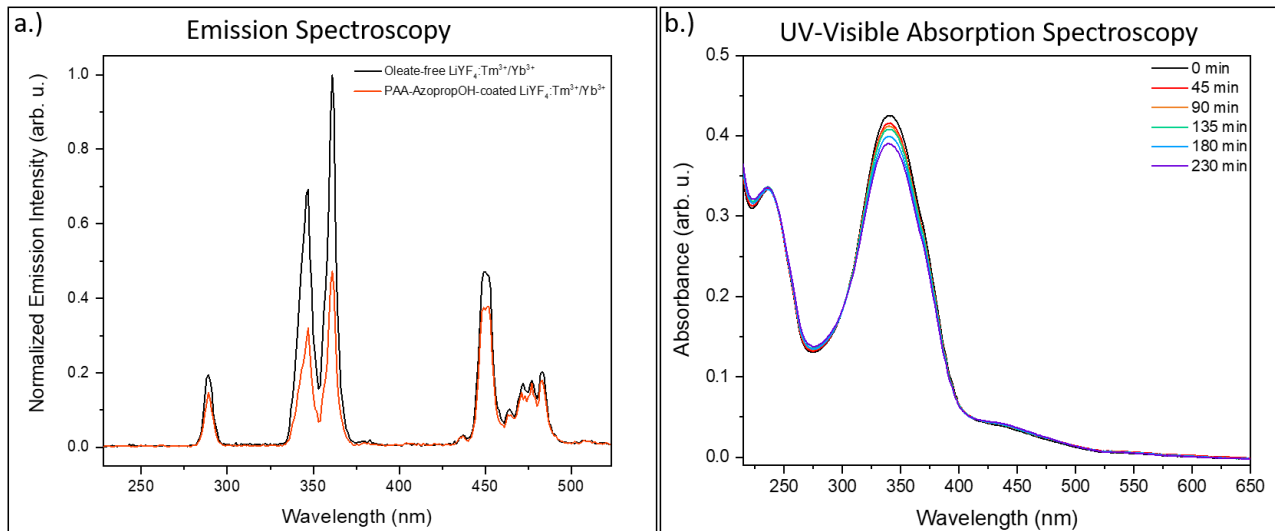 a.)
Emission Spectroscopy
Normalized Emission Intensity (arb. u.)
1.0
0.8
0.6
0.4
0.2
0.0
Oleate-free LiYF₄:Tm³⁺/Yb³⁺
PAA-AzopropOH-coated LiYF₄:Tm³⁺/Yb³⁺
250 300 350 400 450 500
Wavelength (nm)
b.)
UV-Visible Absorption Spectroscopy
Absorbance (arb. u.)
0.5
0.4
0.3
0.2
0.1
0.0
0 min
45 min
90 min
135 min
180 min
230 min
250 300 350 400 450 500 550 600 650
Wavelength (nm)